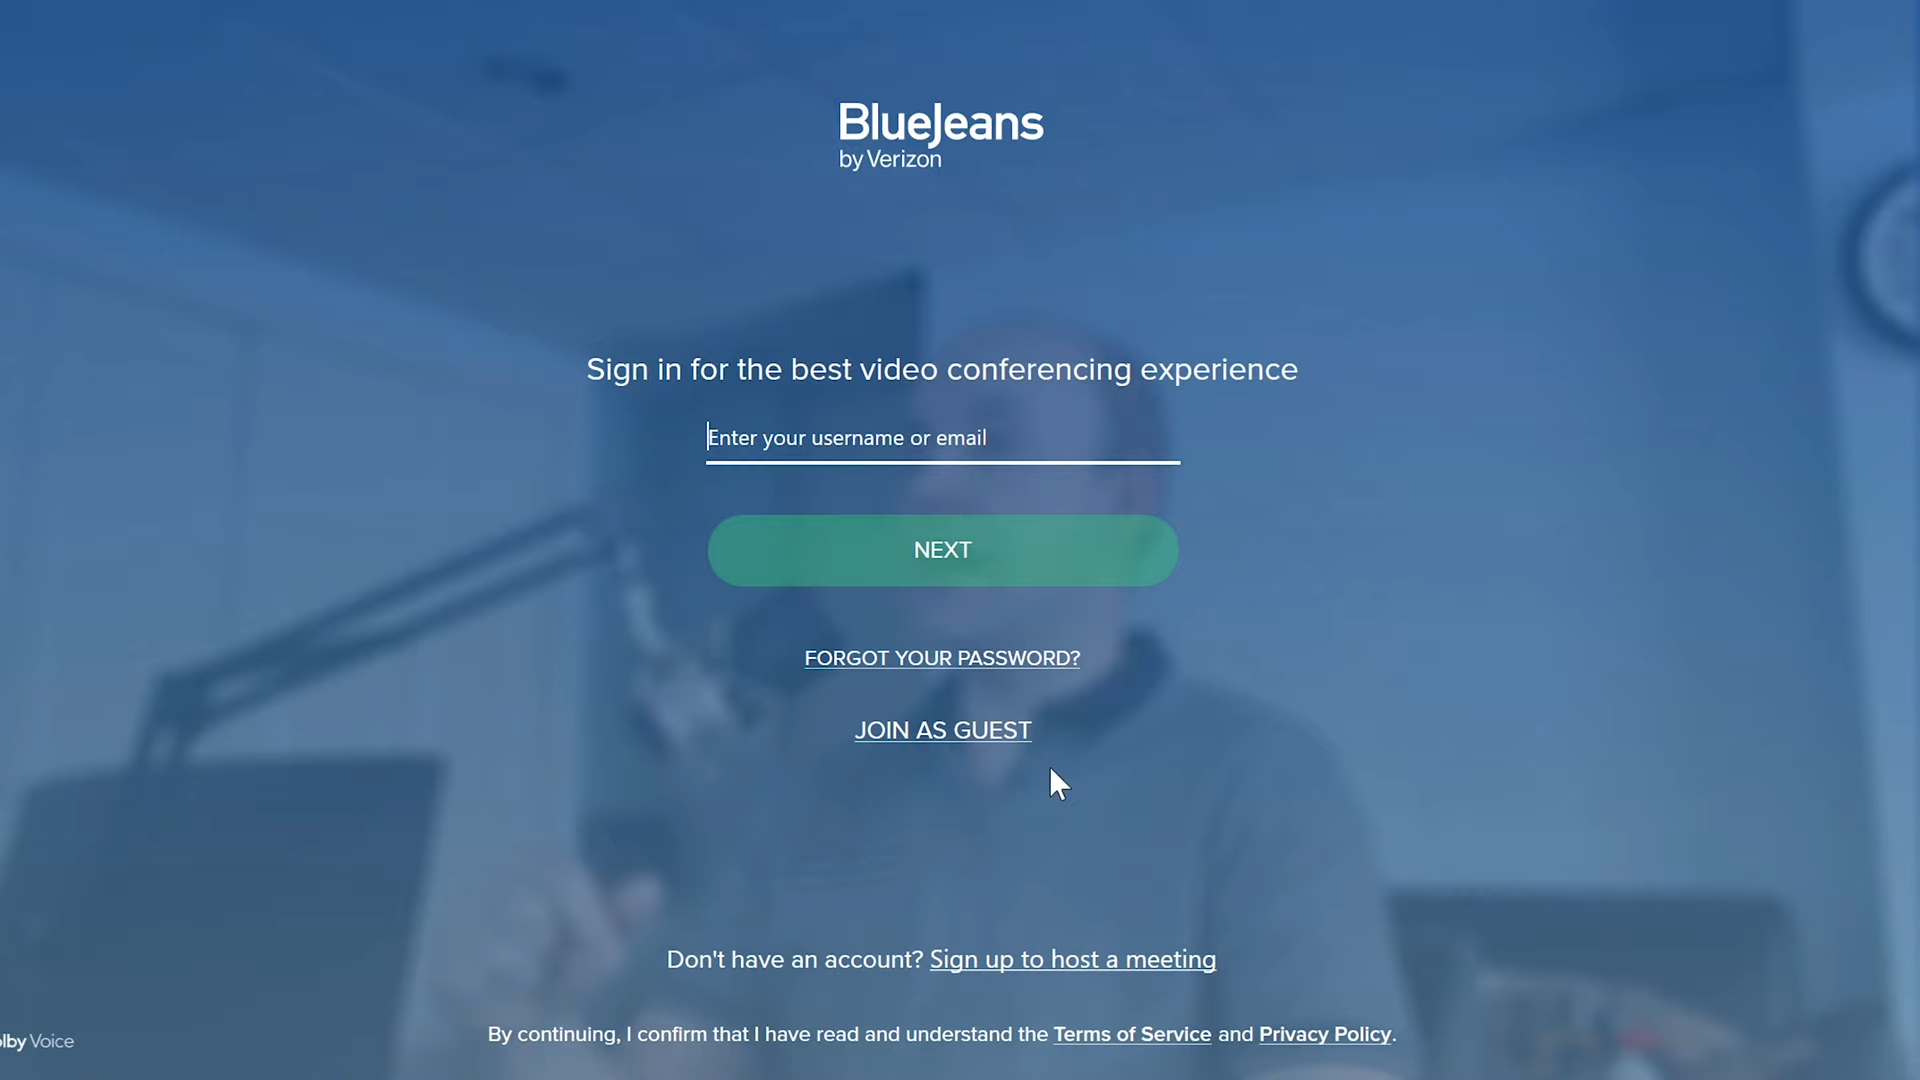 BlueJeans
by Verizon
Sign in for the best video conferencing experience
Enter your username or email
NEXT
FORGOT YOUR PASSWORD?
JOIN AS GUEST
Don't have an account? Sign up to host a meeting
By continuing, I confirm that I have read and understand the Terms of Service and Privacy Policy.
lby Voice